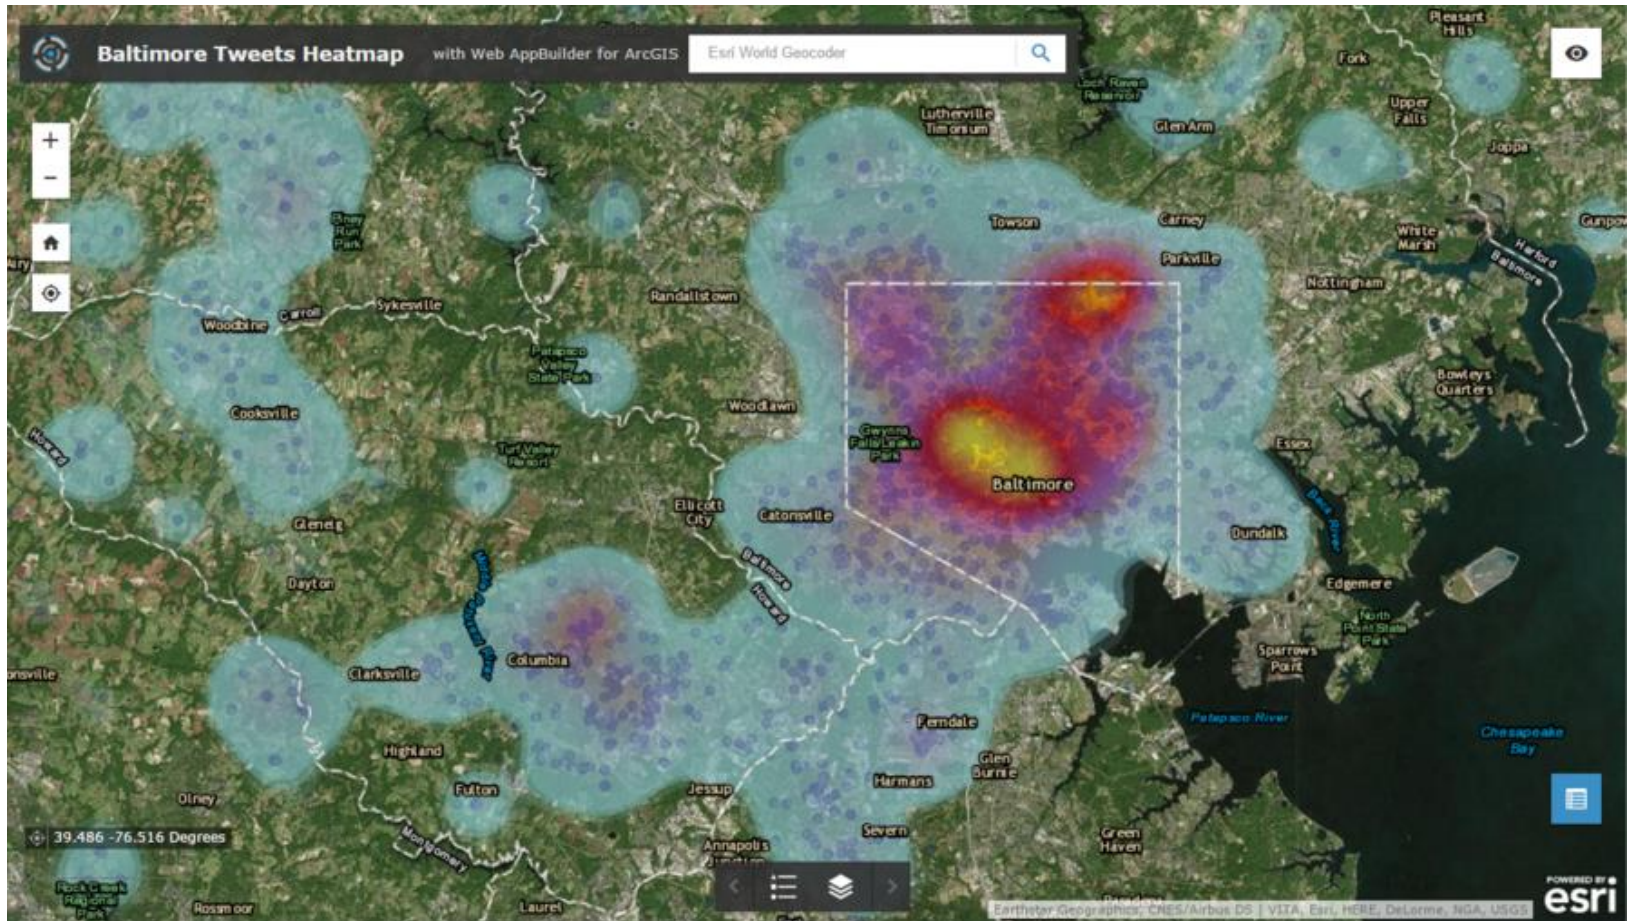 Baltimore Tweets Heatmap with Web AppBuilder for ArcGIS Esri World Geocoder
Pleasant
Hills
Fork
Loch Raven
Reservoir
Upper
Falls
Lutherville
Timonium
Glen Arm
Joppa
Piney
Run
Park
Towson
Carney
White
Marsh
Harford
Baltimore
Parkville
Nottingham
Randallstown
Sykesville
Carroll
Woodbine
Patapsco
Valley
State Park
Bowleys
Quarters
Woodlawn
Cooksville
Gwynns
Falls/Leakin
Park
Essex
Howard
Turf Valley
Resort
Baltimore
Back River
Ellicott
City
Catonsville
Glenelg
Dundalk
Baltimore
Howard
Dayton
Edgemere
North
Point State
Park
Sparrows
Point
Columbia
Clarksville
onsville
Ferndale
Patapsco River
Chesapeake
Bay
Highland
Glen
Burnie
Harmans
Fulton
Jessup
Olney
39.486 -76.516 Degrees
Severn
Green
Haven
Montgomery
Annapolis
Junction
Rock Creek
Regional
Park
Rossmoor
Laurel
POWERED BY
esri
Earthstar Geographics, CNES/Airbus DS | VITA, Esri, HERE, DeLorme, NGA, USGS